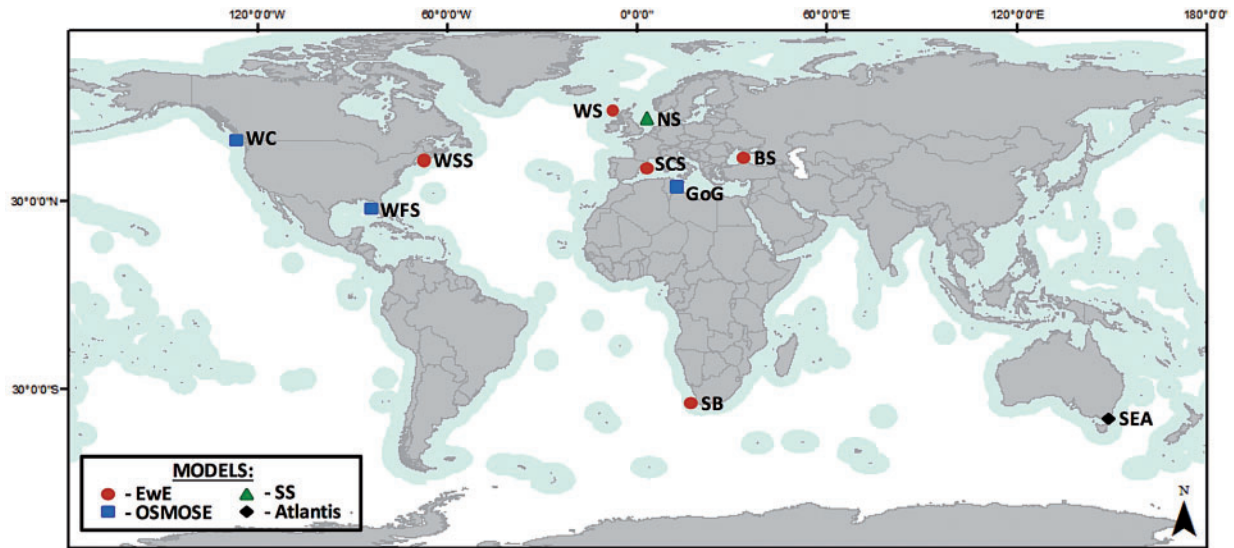 120°0'0"W 60°0'0"W 0°0'0" 60°0'0"E 120°0'0"E 180°0'0"
WS
NS
WC
WSS
SCS
BS
GoG
30°0'0"N
WFS
30°0'0"S
SB
SEA
MODELS:
- EwE - SS
- OSMOSE - Atlantis
N